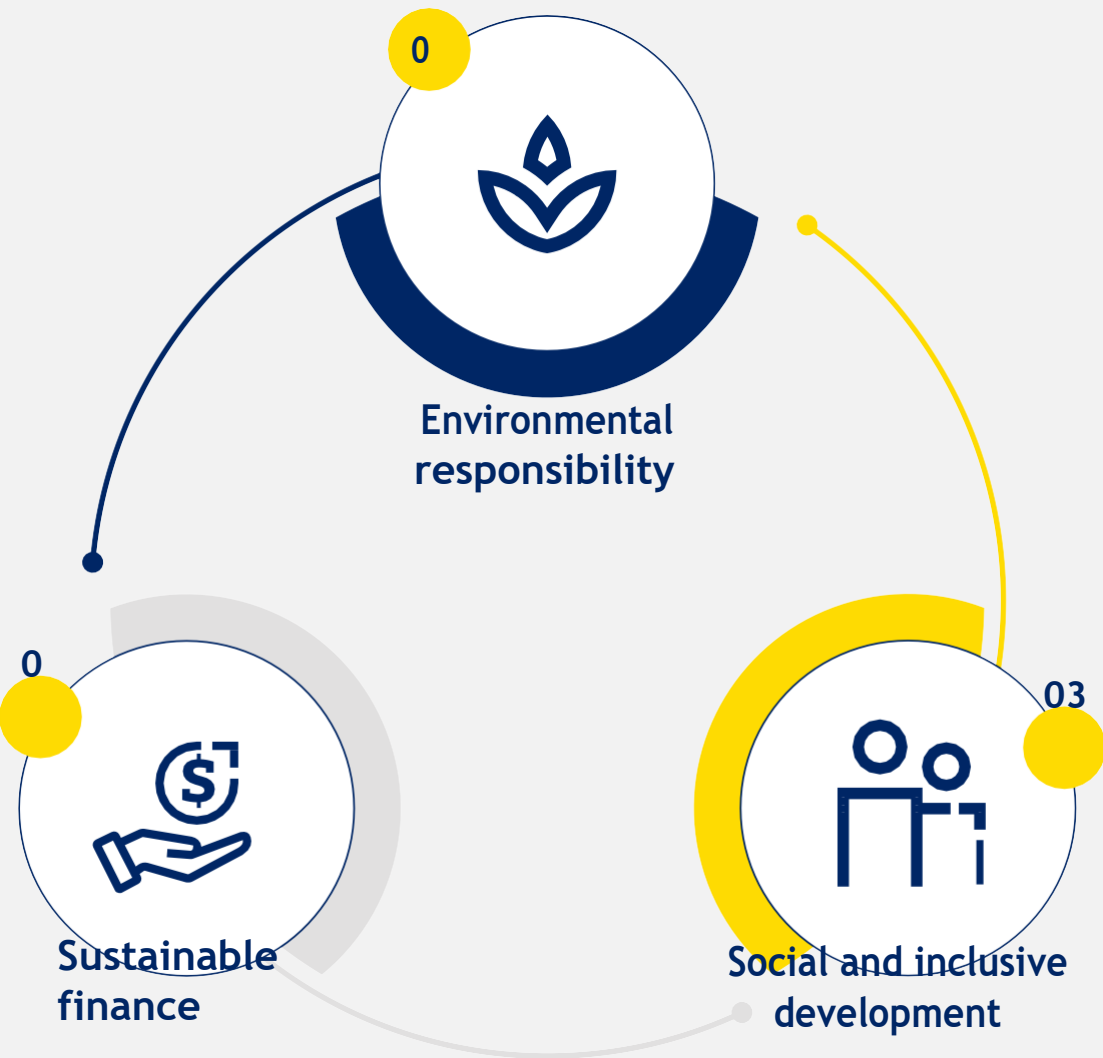 0
Environmental
responsibility
0
03
$
Sustainable
finance
Social and inclusive
development